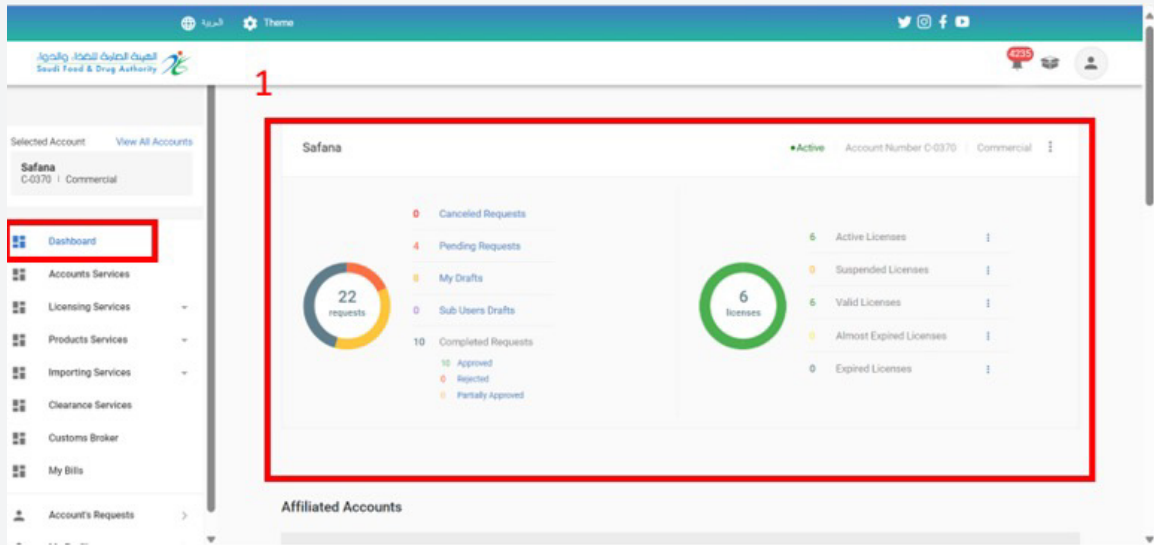 العربية
Theme
الهيئة العامة للغذاء والدواء
Saudi Food & Drug Authority
4235
1
Selected Account View All Accounts
Safana
C-0370 | Commercial
Dashboard
Accounts Services
Licensing Services
Products Services
Importing Services
Clearance Services
Customs Broker
My Bills
Account's Requests
Safana
Active Account Number C-0370 | Commercial
22
requests
0 Canceled Requests
4 Pending Requests
8 My Drafts
0 Sub Users Drafts
10 Completed Requests
10 Approved
0 Rejected
0 Partially Approved
6
licenses
6 Active Licenses
0 Suspended Licenses
6 Valid Licenses
0 Almost Expired Licenses
0 Expired Licenses
Affiliated Accounts